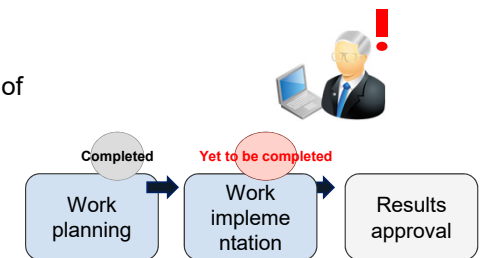 of
Completed
Yet to be completed
Work
planning
Work
impleme
ntation
Results
approval